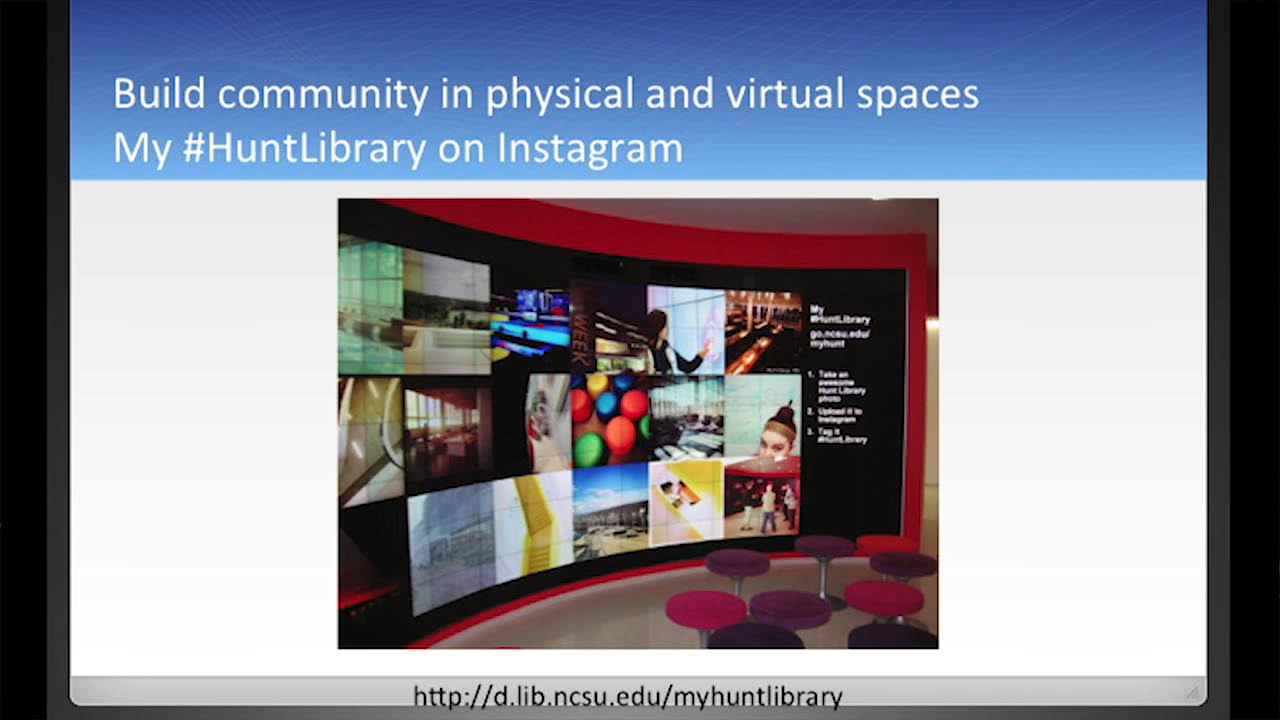 Build community in physical and virtual spaces
My #HuntLibrary on Instagram
WEEK
My
#HuntLibrary
go.ncsu.edu/
myhunt
1. Take an
awesome
Hunt Library
photo
2. Upload it to
Instagram
3. Tag it
#HuntLibrary
http://d.lib.ncsu.edu/myhuntlibrary